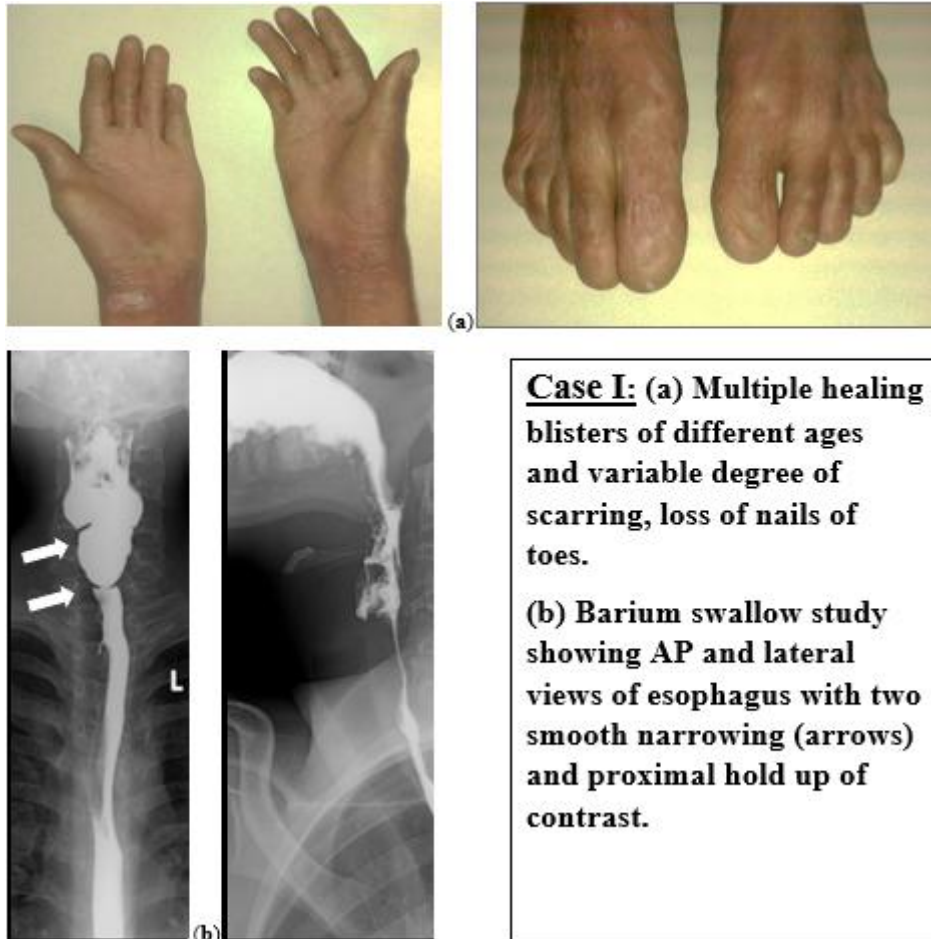 (a)
L
(b)
Case I: (a) Multiple healing
blisters of different ages
and variable degree of
scarring, loss of nails of
toes.
(b) Barium swallow study
showing AP and lateral
views of esophagus with two
smooth narrowing (arrows)
and proximal hold up of
contrast.